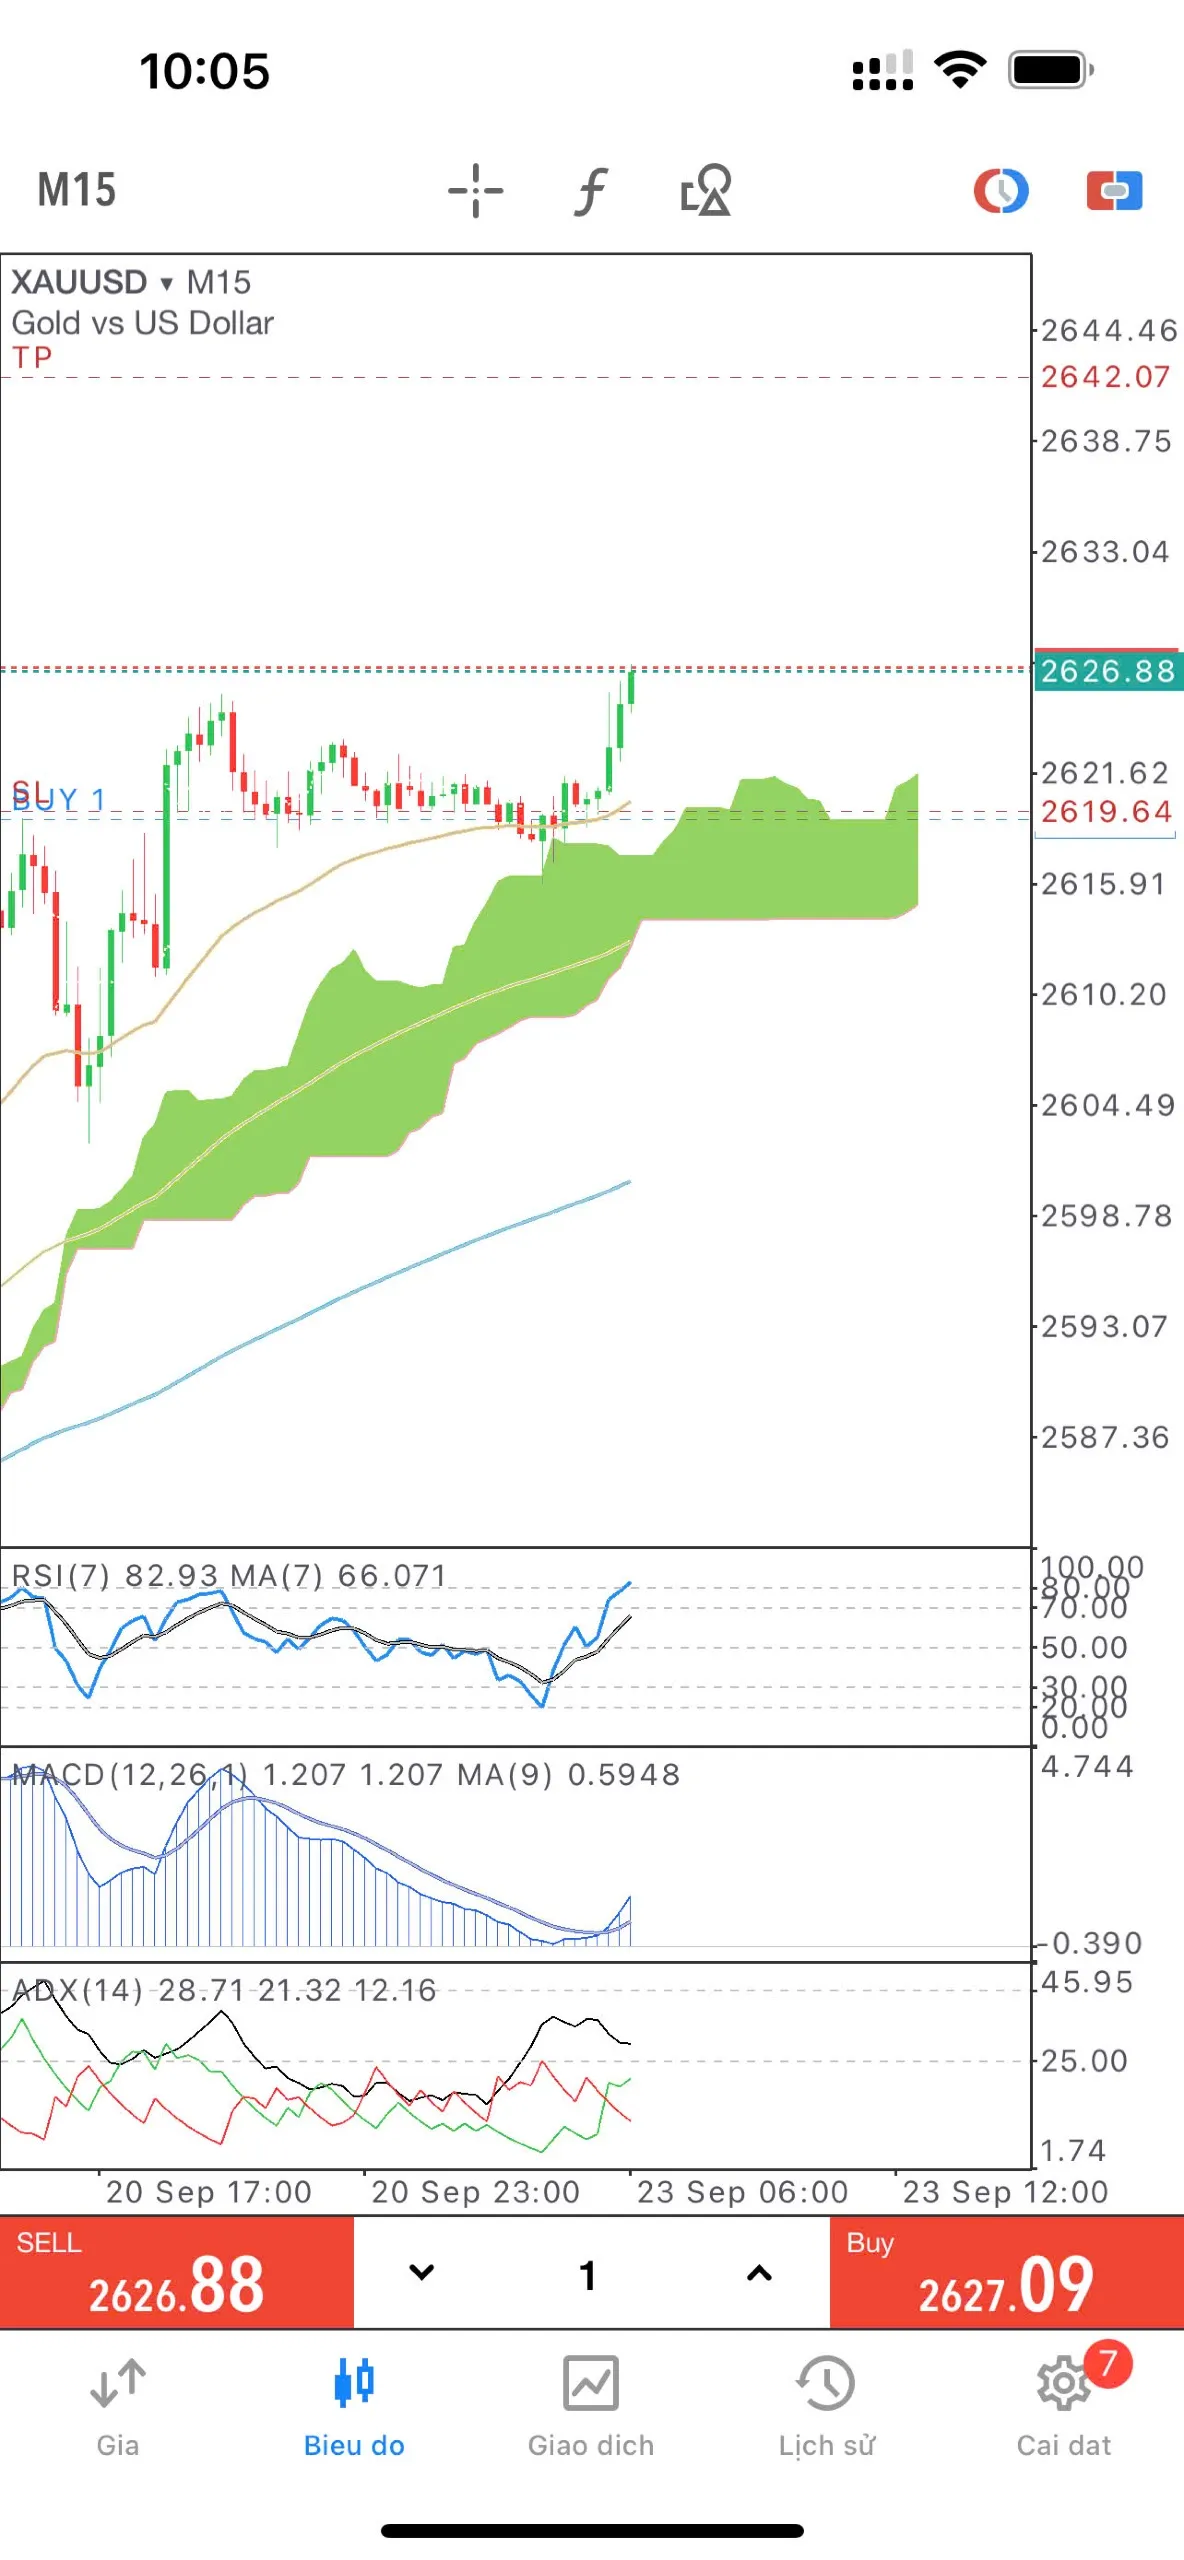 10:05
M15
XAUUSD ▾ M15
Gold vs US Dollar
TP
2644.46
2642.07
2638.75
2633.04
2626.88
2621.62
SL
BUY 1
2619.64
2615.91
2610.20
2604.49
2598.78
2593.07
2587.36
RSI(7) 82.93 MA(7) 66.071
100.00
80.00
70.00
50.00
30.00
20.00
0.00
MACD(12,26,1) 1.207 1.207 MA(9) 0.5948
4.744
-0.390
ADX(14) 28.71 21.32 12.16
45.95
25.00
1.74
20 Sep 17:00 20 Sep 23:00 23 Sep 06:00 23 Sep 12:00
SELL
2626.88
1
Buy
2627.09
7
Gia Bieu do Giao dich Lịch sử Cai dat